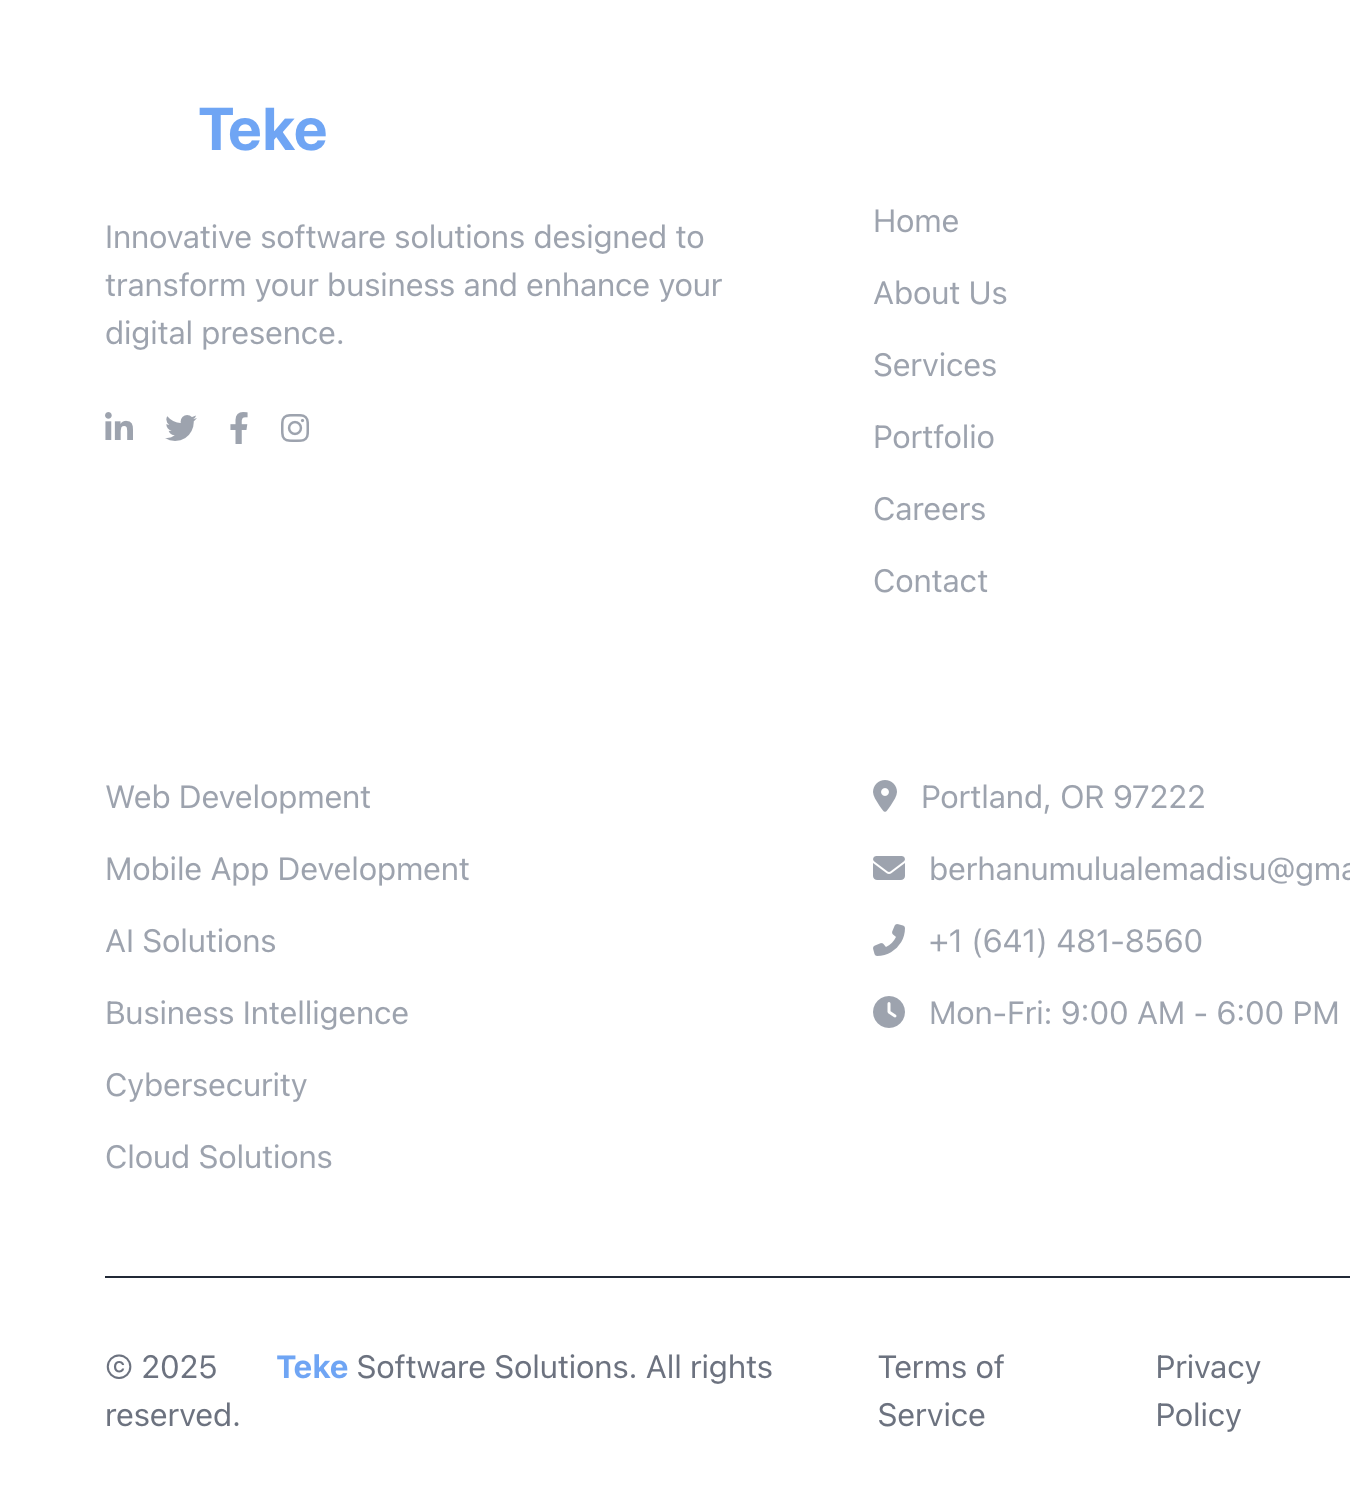 Teke
Innovative software solutions designed to
transform your business and enhance your
digital presence.
Home
About Us
Services
Portfolio
Careers
Contact
Web Development
Mobile App Development
AI Solutions
Business Intelligence
Cybersecurity
Cloud Solutions
Portland, OR 97222
berhanumulualemadisu@gma
+1 (641) 481-8560
Mon-Fri: 9:00 AM - 6:00 PM
© 2025 Teke Software Solutions. All rights
reserved.
Terms of
Service
Privacy
Policy